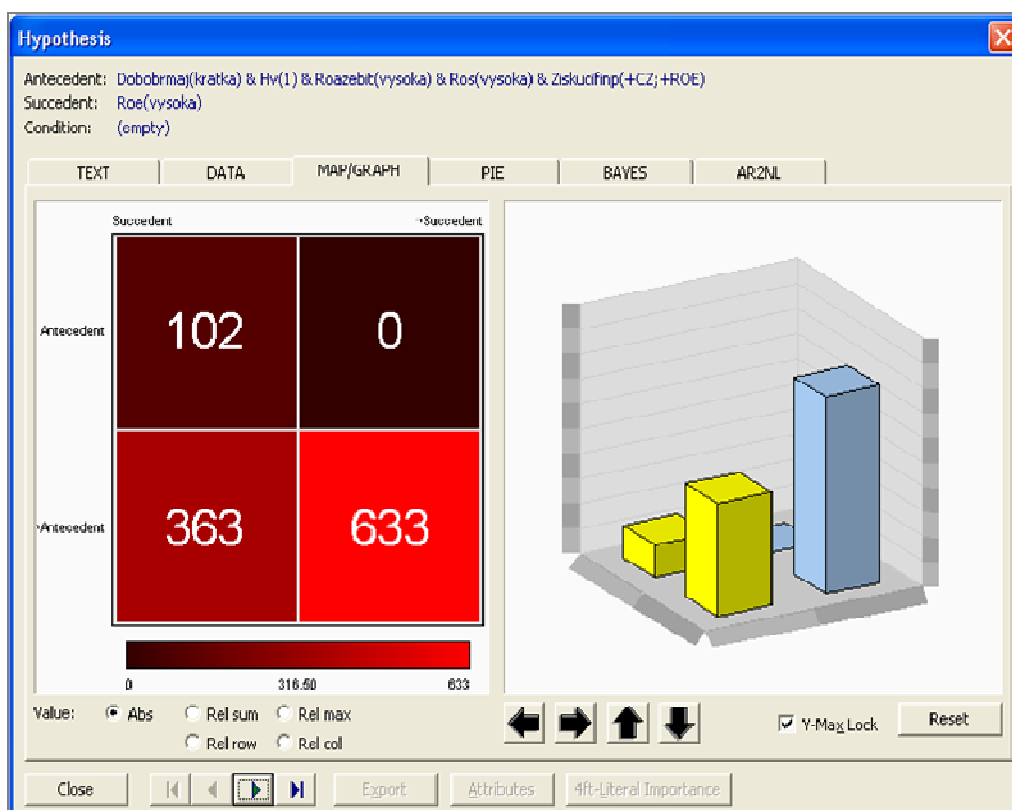 Hypothesis
Antecedent: Dobobrmaj(kratka) & Hv(1) & Roazebit(vysoka) & Ros(vysoka) & Ziskucifinp(+CZ;+ROE)
Succedent: Roe(vysoka)
Condition: (empty)
TEXT DATA MAP/GRAPH PIE BAYES AR2NL
Succedent ¬Succedent
Antecedent 102 0
¬Antecedent 363 633
0 316.50 633
Value: Abs Rel sum Rel max
Rel row Rel col
Y-Max Lock Reset
Close Export Attributes 4ft-Literal Importance